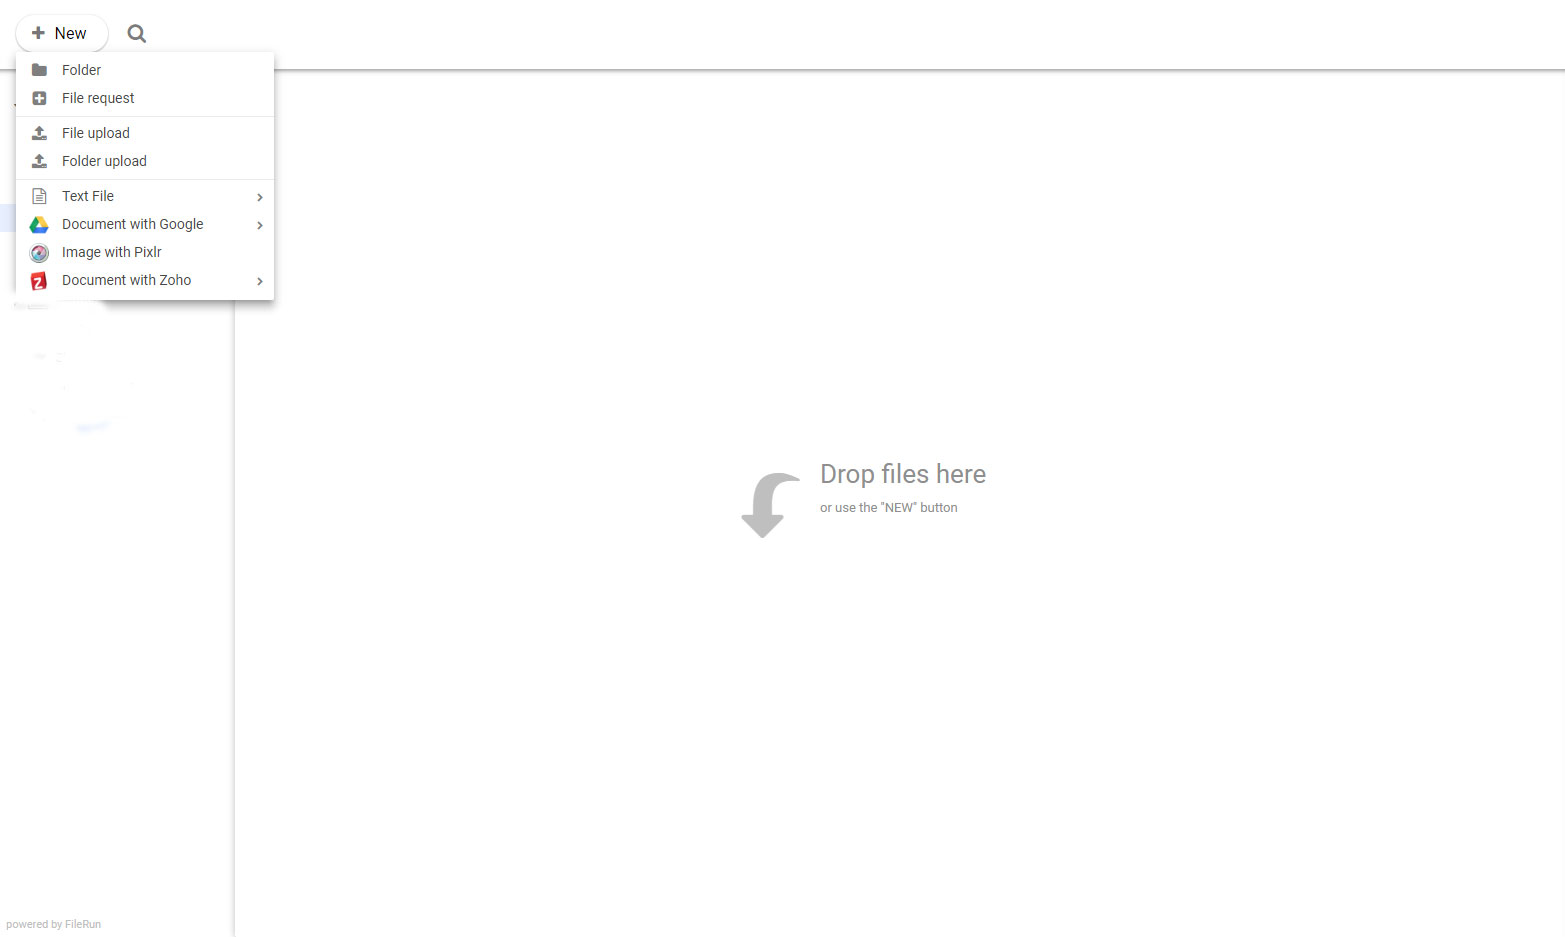 New
Folder
File request
File upload
Folder upload
Text File
Document with Google
Image with Pixlr
Document with Zoho
Drop files here
or use the "NEW" button
powered by FileRun